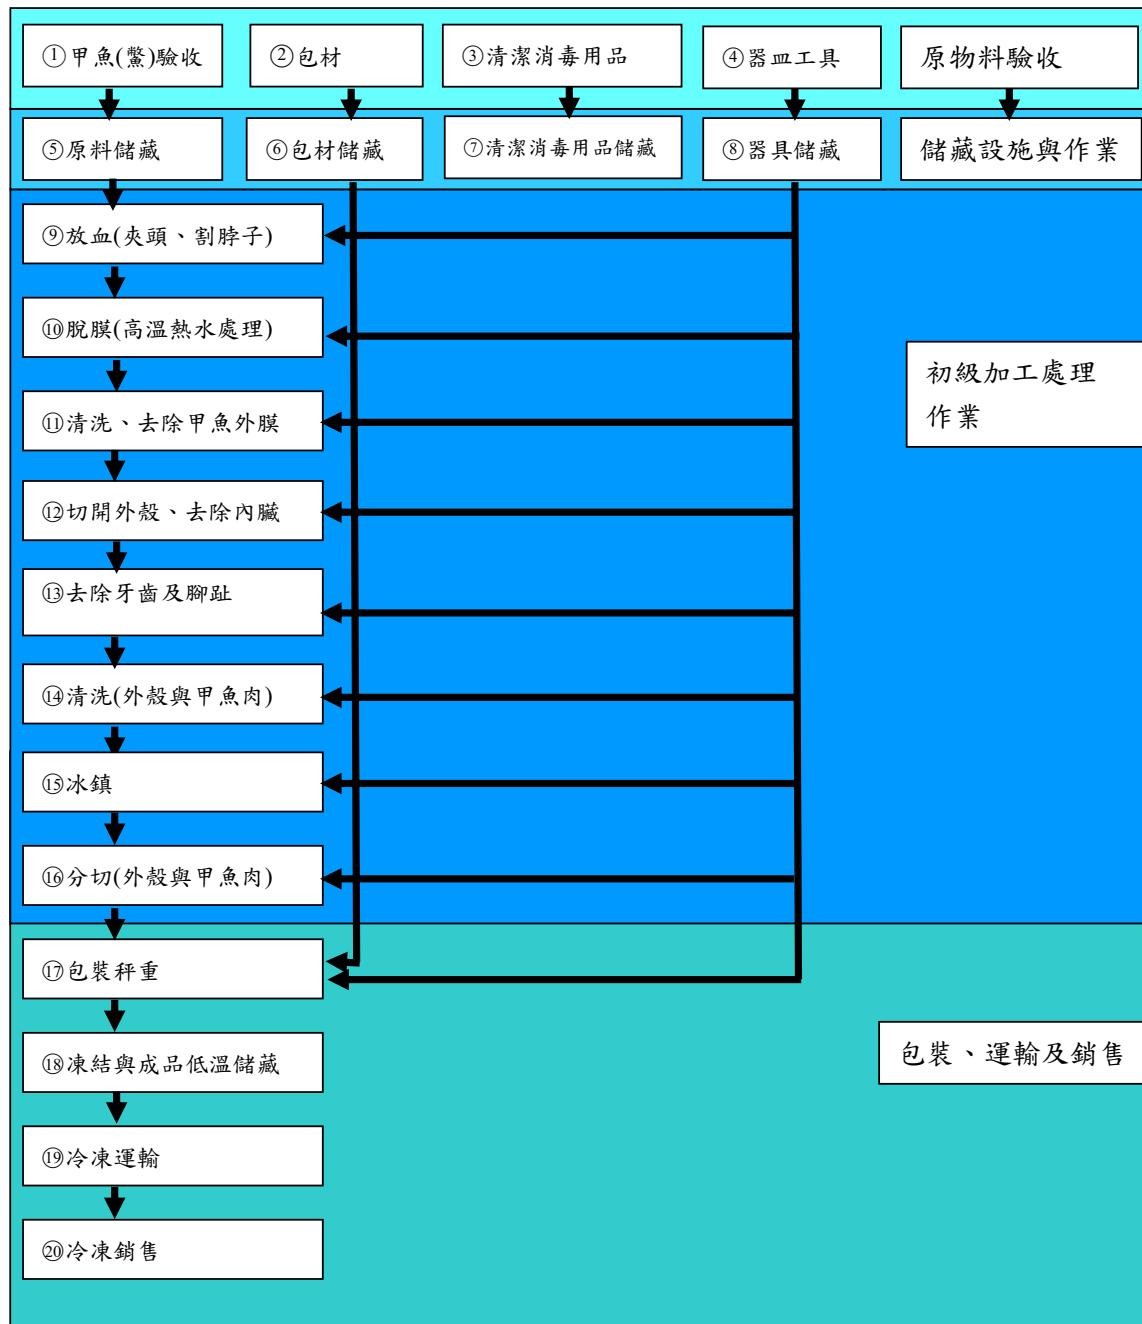 ①甲魚(鱉)驗收
②包材
③清潔消毒用品
④器皿工具
原物料驗收
⑤原料儲藏
⑥包材儲藏
⑦清潔消毒用品儲藏
⑧器具儲藏
儲藏設施與作業
⑨放血(夾頭、割脖子)
⑩脫膜(高溫熱水處理)
初級加工處理
作業
⑪清洗、去除甲魚外膜
⑫切開外殼、去除內臟
⑬去除牙齒及腳趾
⑭清洗(外殼與甲魚肉)
⑮冰鎮
⑯分切(外殼與甲魚肉)
⑰包裝秤重
⑱凍結與成品低溫儲藏
包裝、運輸及銷售
⑲冷凍運輸
⑳冷凍銷售